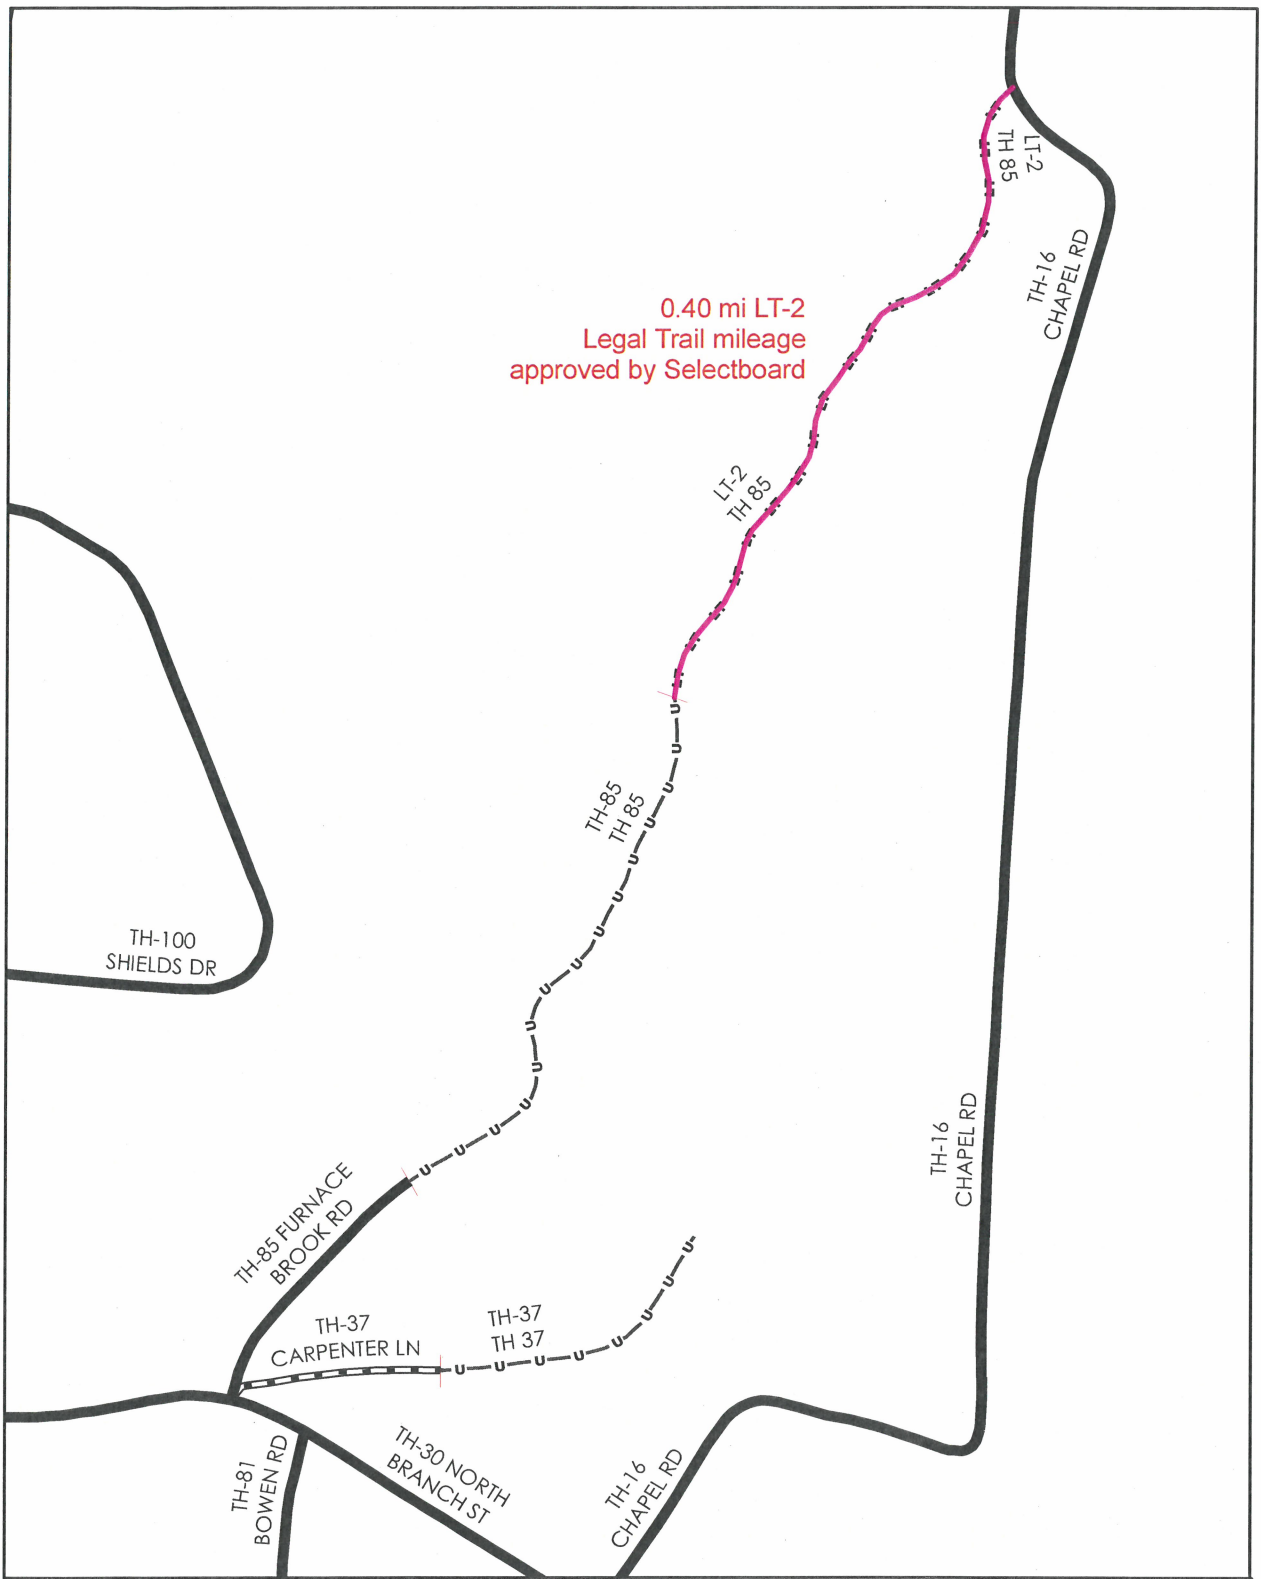 LT-2
TH 85
TH-16
CHAPEL RD
0.40 mi LT-2
Legal Trail mileage
approved by Selectboard
LT-2
TH 85
TH-85
TH 85
TH-100
SHIELDS DR
TH-16
CHAPEL RD
TH-85 FURNACE
BROOK RD
TH-37
CARPENTER LN
TH-37
TH 37
TH-30 NORTH
BRANCH ST
TH-81
BOWEN RD
TH-16
CHAPEL RD